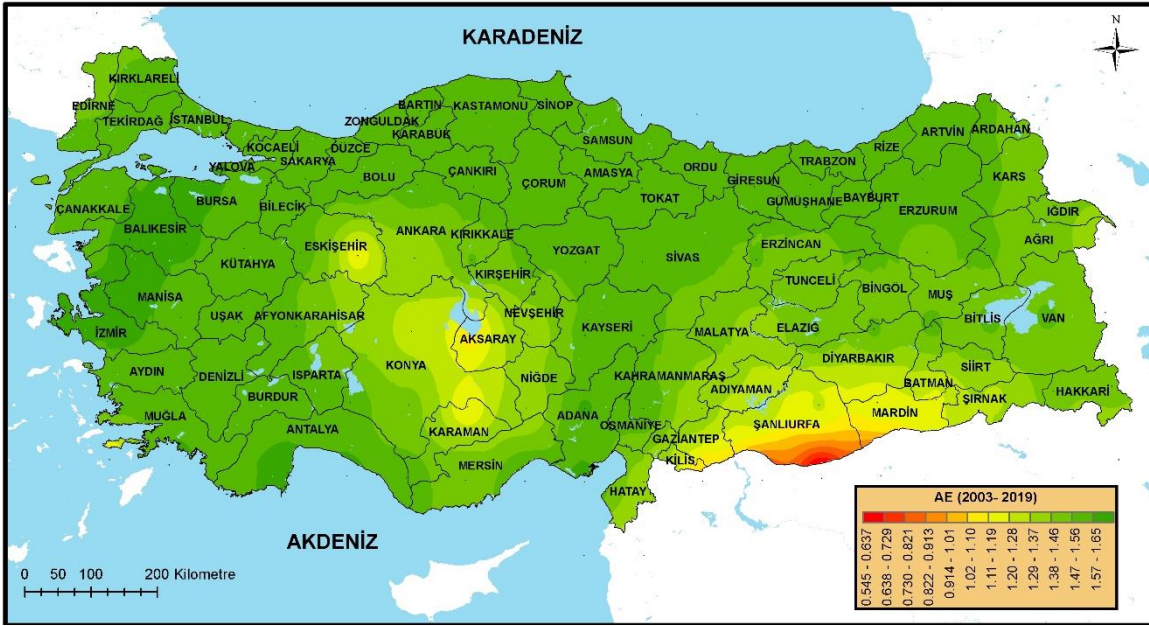 KARADENİZ
N
KIRKLARELİ
EDİRNE
TEKİRDAĞ
İSTANBUL
KOCAELİ
YALOVA
SAKARYA
DÜZCE
ZONGULDAK
BARTIN
KARABÜK
KASTAMONU
SİNOP
SAMSUN
BOLU
ÇANKIRI
ÇORUM
AMASYA
ORDU
GİRESUN
TRABZON
RİZE
ARTVİN
ARDAHAN
KARS
ÇANAKKALE
BALIKESİR
BURSA
BİLECİK
ESKİŞEHİR
ANKARA
KIRIKKALE
YOZGAT
TOKAT
SİVAS
GÜMÜŞHANE
BAYBURT
ERZURUM
ERZİNCAN
IĞDIR
AĞRI
KÜTAHYA
MANİSA
UŞAK
AFYONKARAHİSAR
KIRŞEHİR
NEVŞEHİR
AKSARAY
KAYSERİ
MALATYA
TUNCELİ
ELAZIĞ
BİNGÖL
MUŞ
BİTLİS
VAN
İZMİR
AYDIN
DENİZLİ
ISPARTA
BURDUR
KONYA
NİĞDE
KAHRAMANMARAŞ
ADIYAMAN
DİYARBAKIR
BATMAN
SİİRT
ŞIRNAK
HAKKARİ
MUĞLA
ANTALYA
KARAMAN
MERSİN
ADANA
OSMANİYE
GAZİANTEP
KİLİS
ŞANLIURFA
MARDİN
HATAY
AKDENİZ
0 50 100 200 Kilometre
AE (2003- 2019)
0.545 - 0.637
0.638 - 0.729
0.730 - 0.821
0.822 - 0.913
0.914 - 1.01
1.02 - 1.10
1.11 - 1.19
1.20 - 1.28
1.29 - 1.37
1.38 - 1.46
1.47 - 1.56
1.57 - 1.65